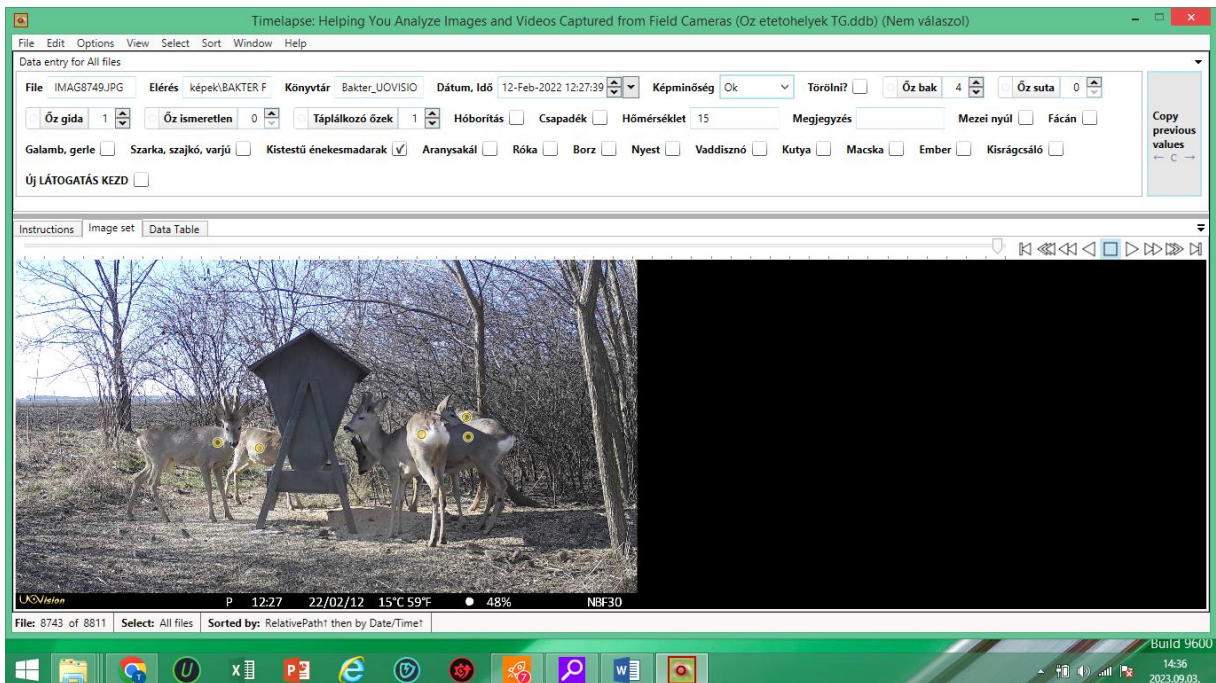 Timelapse: Helping You Analyze Images and Videos Captured from Field Cameras (Oz etetohelyek TG.ddb) (Nem válaszol)
File Edit Options View Select Sort Window Help
Data entry for All files
File IMAG8749.JPG Elérés képek\BAKTER F Könyvtár Bakter_UOVISIO Dátum, Idő 12-Feb-2022 12:27:39 Képminőség Ok Törölni? Őz bak 4 Őz suta 0
Őz gida 1 Őz ismeretlen 0 Táplálkozó őzek 1 Hóborítás Csapadék Hőmérséklet 15 Megjegyzés Mezei nyúl Fácán
Galamb, gerle Szarka, szajkó, varjú Kistestű énekesmadarak Aranysakál Róka Borz Nyest Vaddisznó Kutya Macska Ember Kisrágcsáló
ÚJ LÁTOGATÁS KEZD
Copy
previous
values
← C →
Instructions Image set Data Table
UOVision P 12:27 22/02/12 15°C 59°F 48% NBF30
File: 8743 of 8811 Select: All files Sorted by: RelativePath↑ then by Date/Time↑
Build 9600
14:36
2023.09.03.